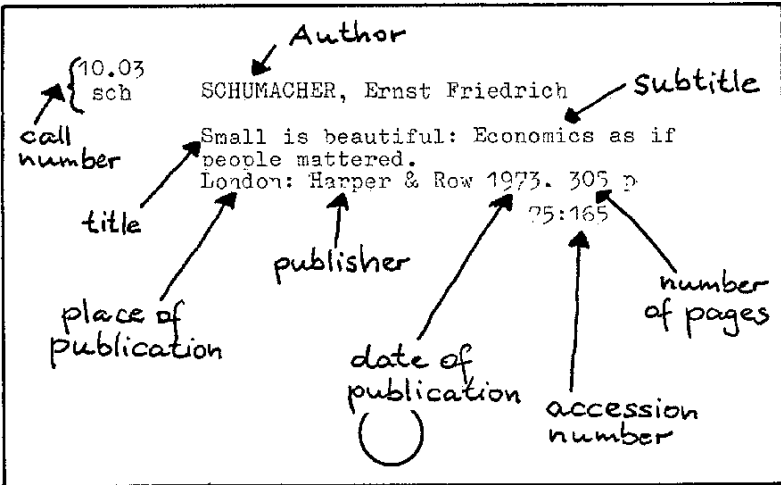 Author
10.03
sch
SCHUMACHER, Ernst Friedrich
subtitle
call
number
Small is beautiful: Economics as if
people mattered.
London: Harper & Row 1973. 305 p
75:165
title
publisher
number
of pages
place of
publication
date of
publication
accession
number